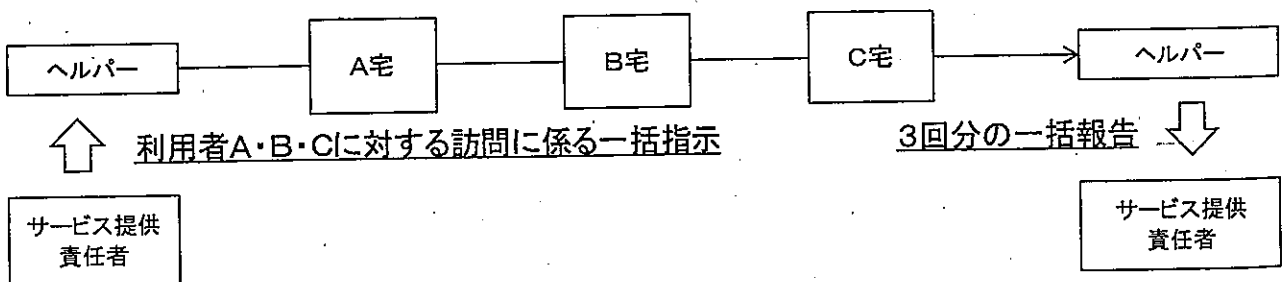 ヘルパー
A宅
B宅
C宅
ヘルパー
利用者A・B・Cに対する訪問に係る一括指示
3回分の一括報告
サービス提供
責任者
サービス提供
責任者